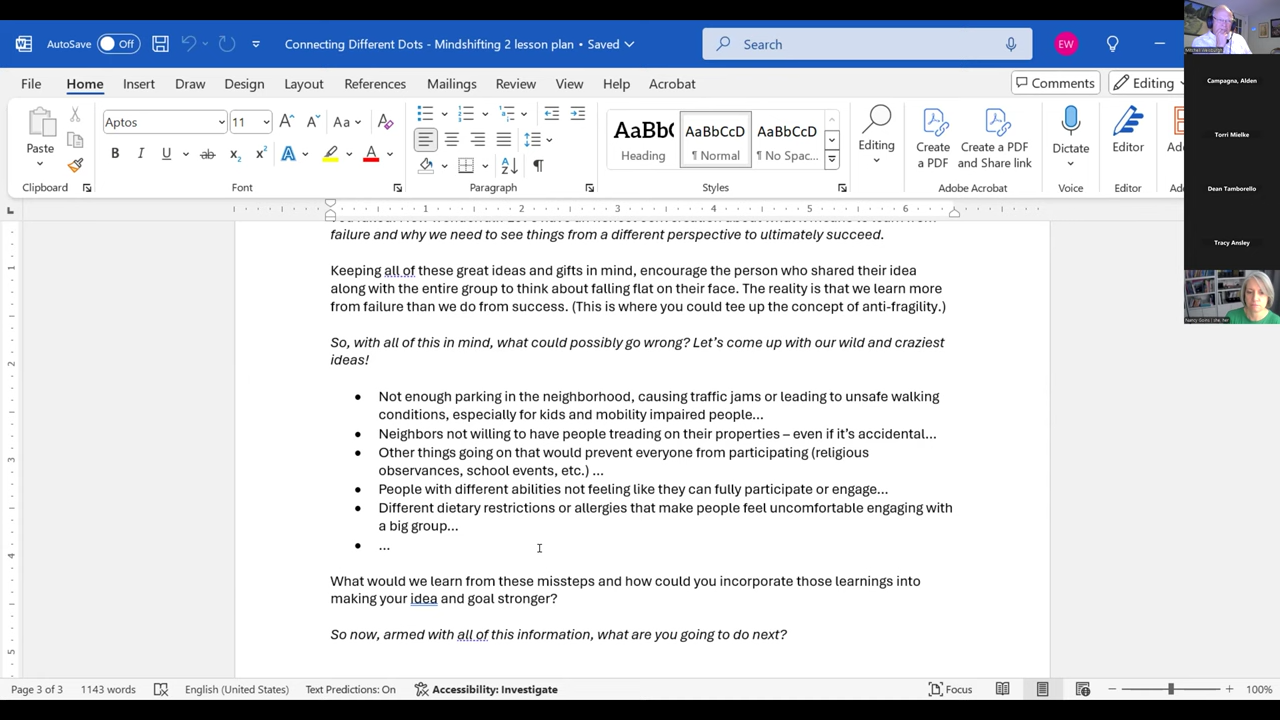 AutoSave Off Connecting Different Dots - Mindshifting 2 lesson plan • Saved Search EW
File Home Insert Draw Design Layout References Mailings Review View Help Acrobat Comments Editing
Paste Aptos 11 Aa AaBbC AaBbCcD AaBbCcD
Heading ¶ Normal ¶ No Spac... Editing Create a PDF Create a PDF and Share link Dictate Editor
Clipboard Font Paragraph Styles Adobe Acrobat Voice Editor
failure and why we need to see things from a different perspective to ultimately succeed.
Keeping all of these great ideas and gifts in mind, encourage the person who shared their idea
along with the entire group to think about falling flat on their face. The reality is that we learn more
from failure than we do from success. (This is where you could tee up the concept of anti-fragility.)
So, with all of this in mind, what could possibly go wrong? Let’s come up with our wild and craziest
ideas!
• Not enough parking in the neighborhood, causing traffic jams or leading to unsafe walking
conditions, especially for kids and mobility impaired people…
• Neighbors not willing to have people treading on their properties – even if it’s accidental…
• Other things going on that would prevent everyone from participating (religious
observances, school events, etc.) …
• People with different abilities not feeling like they can fully participate or engage…
• Different dietary restrictions or allergies that make people feel uncomfortable engaging with
a big group…
• …
What would we learn from these missteps and how could you incorporate those learnings into
making your idea and goal stronger?
So now, armed with all of this information, what are you going to do next?
Page 3 of 3 1143 words English (United States) Text Predictions: On Accessibility: Investigate Focus 100%
Campagna, Alden
Torri Mielke
Dean Tamborello
Tracy Ansley